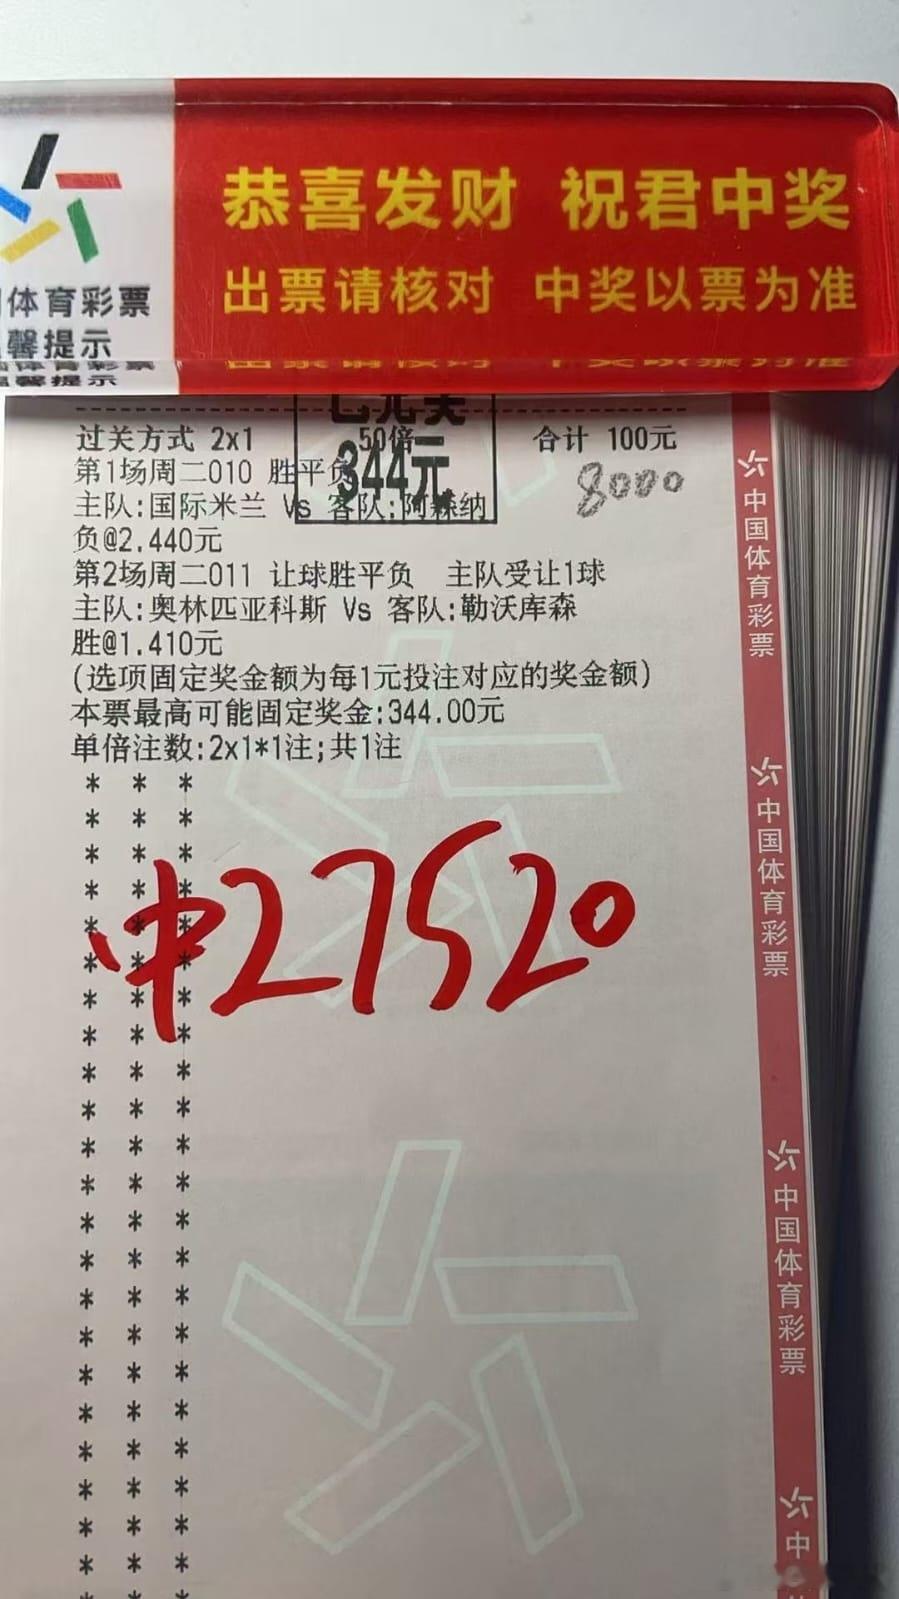 恭喜发财 祝君中奖
出票请核对 中奖以票为准
体育彩票
馨提示
过关方式 2x1 50倍 合计 100元
344元
8000
第1场周二010 胜平负
主队:国际米兰 Vs 客队:阿森纳
负@2.440元
第2场周二011 让球胜平负 主队受让1球
主队:奥林匹亚科斯 Vs 客队:勒沃库森
胜@1.410元
(选项固定奖金额为每1元投注对应的奖金额)
本票最高可能固定奖金:344.00元
单倍注数:2x1*1注;共1注
中27520
中国体育彩票
中国体育彩票
中国体育彩票
中